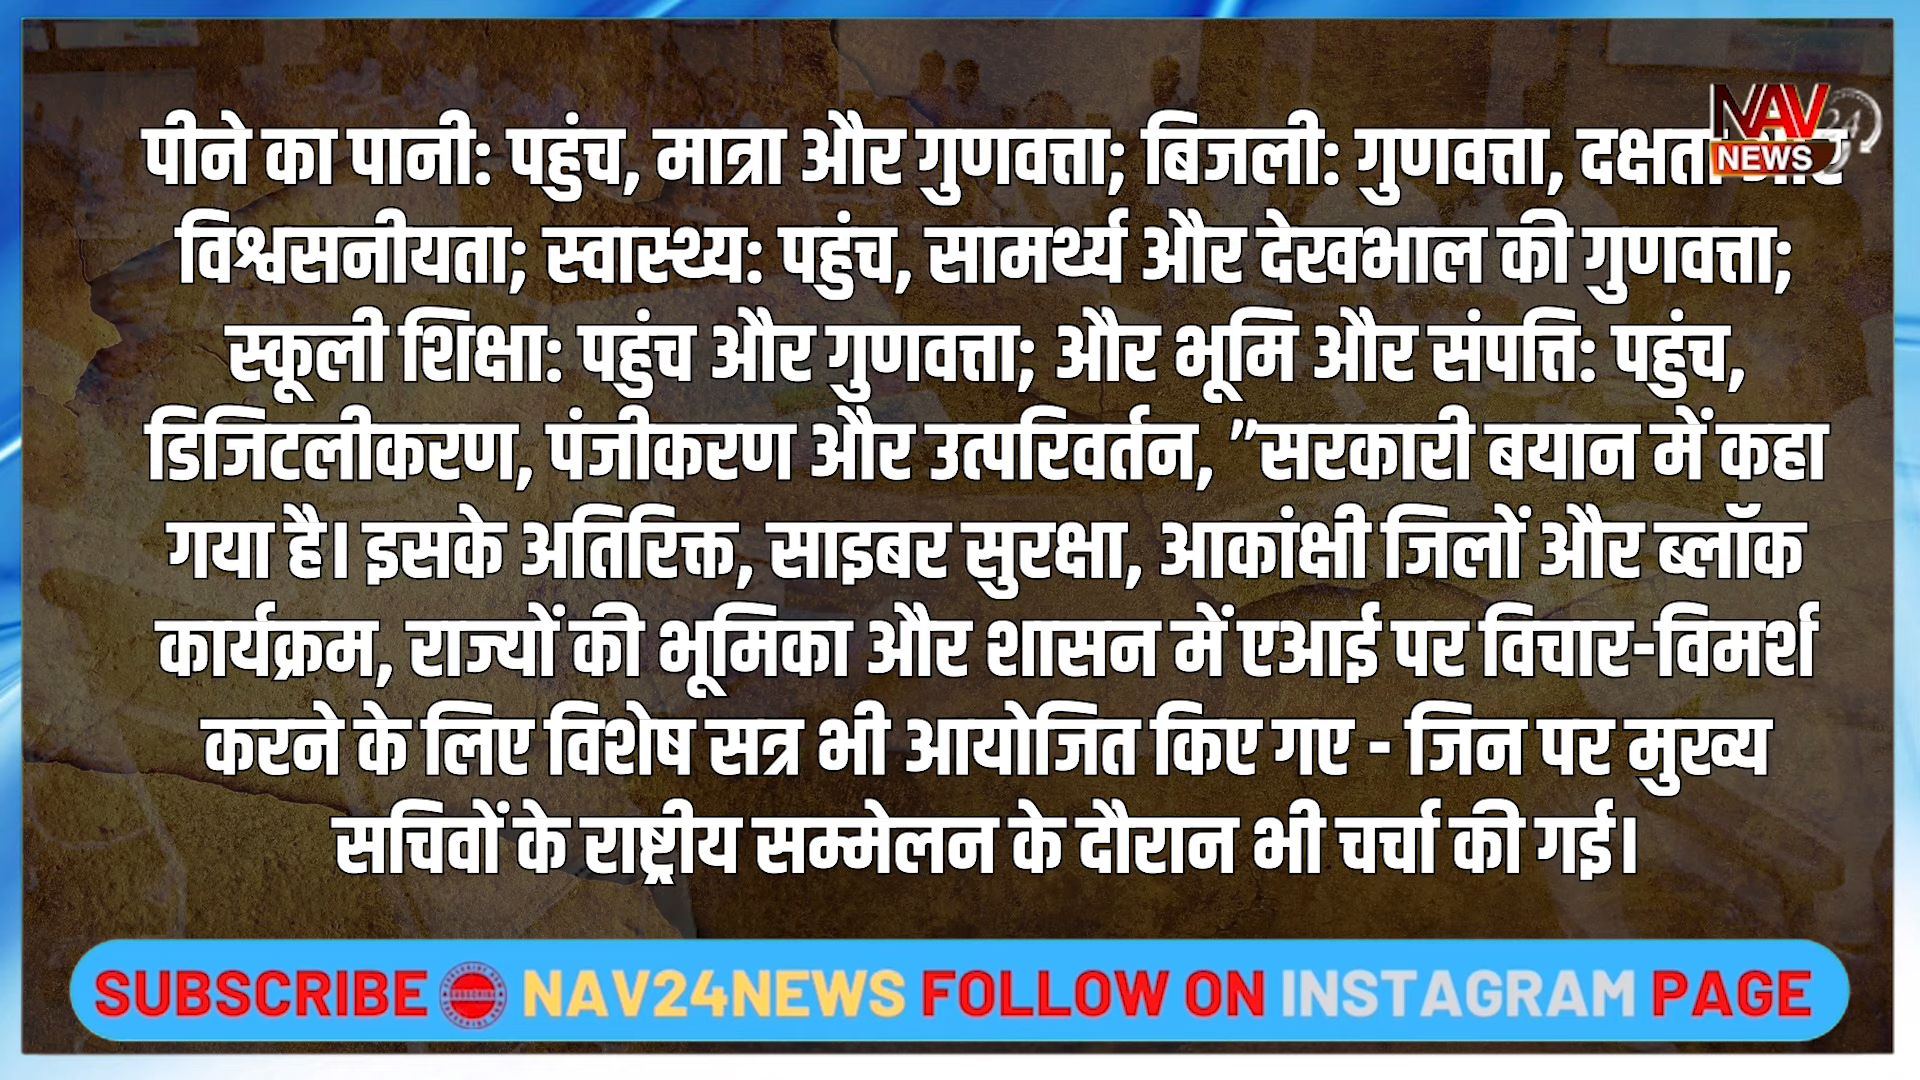 पीने का पानी: पहुंच, मात्रा और गुणवत्ता; बिजली: गुणवत्ता, दक्षता
विश्वसनीयता; स्वास्थ्य: पहुंच, सामर्थ्य और देखभाल की गुणवत्ता;
स्कूली शिक्षा: पहुंच और गुणवत्ता; और भूमि और संपत्ति: पहुंच,
डिजिटलीकरण, पंजीकरण और उत्परिवर्तन, ”सरकारी बयान में कहा
गया है। इसके अतिरिक्त, साइबर सुरक्षा, आकांक्षी जिलों और ब्लॉक
कार्यक्रम, राज्यों की भूमिका और शासन में एआई पर विचार-विमर्श
करने के लिए विशेष सत्र भी आयोजित किए गए - जिन पर मुख्य
सचिवों के राष्ट्रीय सम्मेलन के दौरान भी चर्चा की गई।
NAV 24
NEWS
SUBSCRIBE NAV24NEWS FOLLOW ON INSTAGRAM PAGE